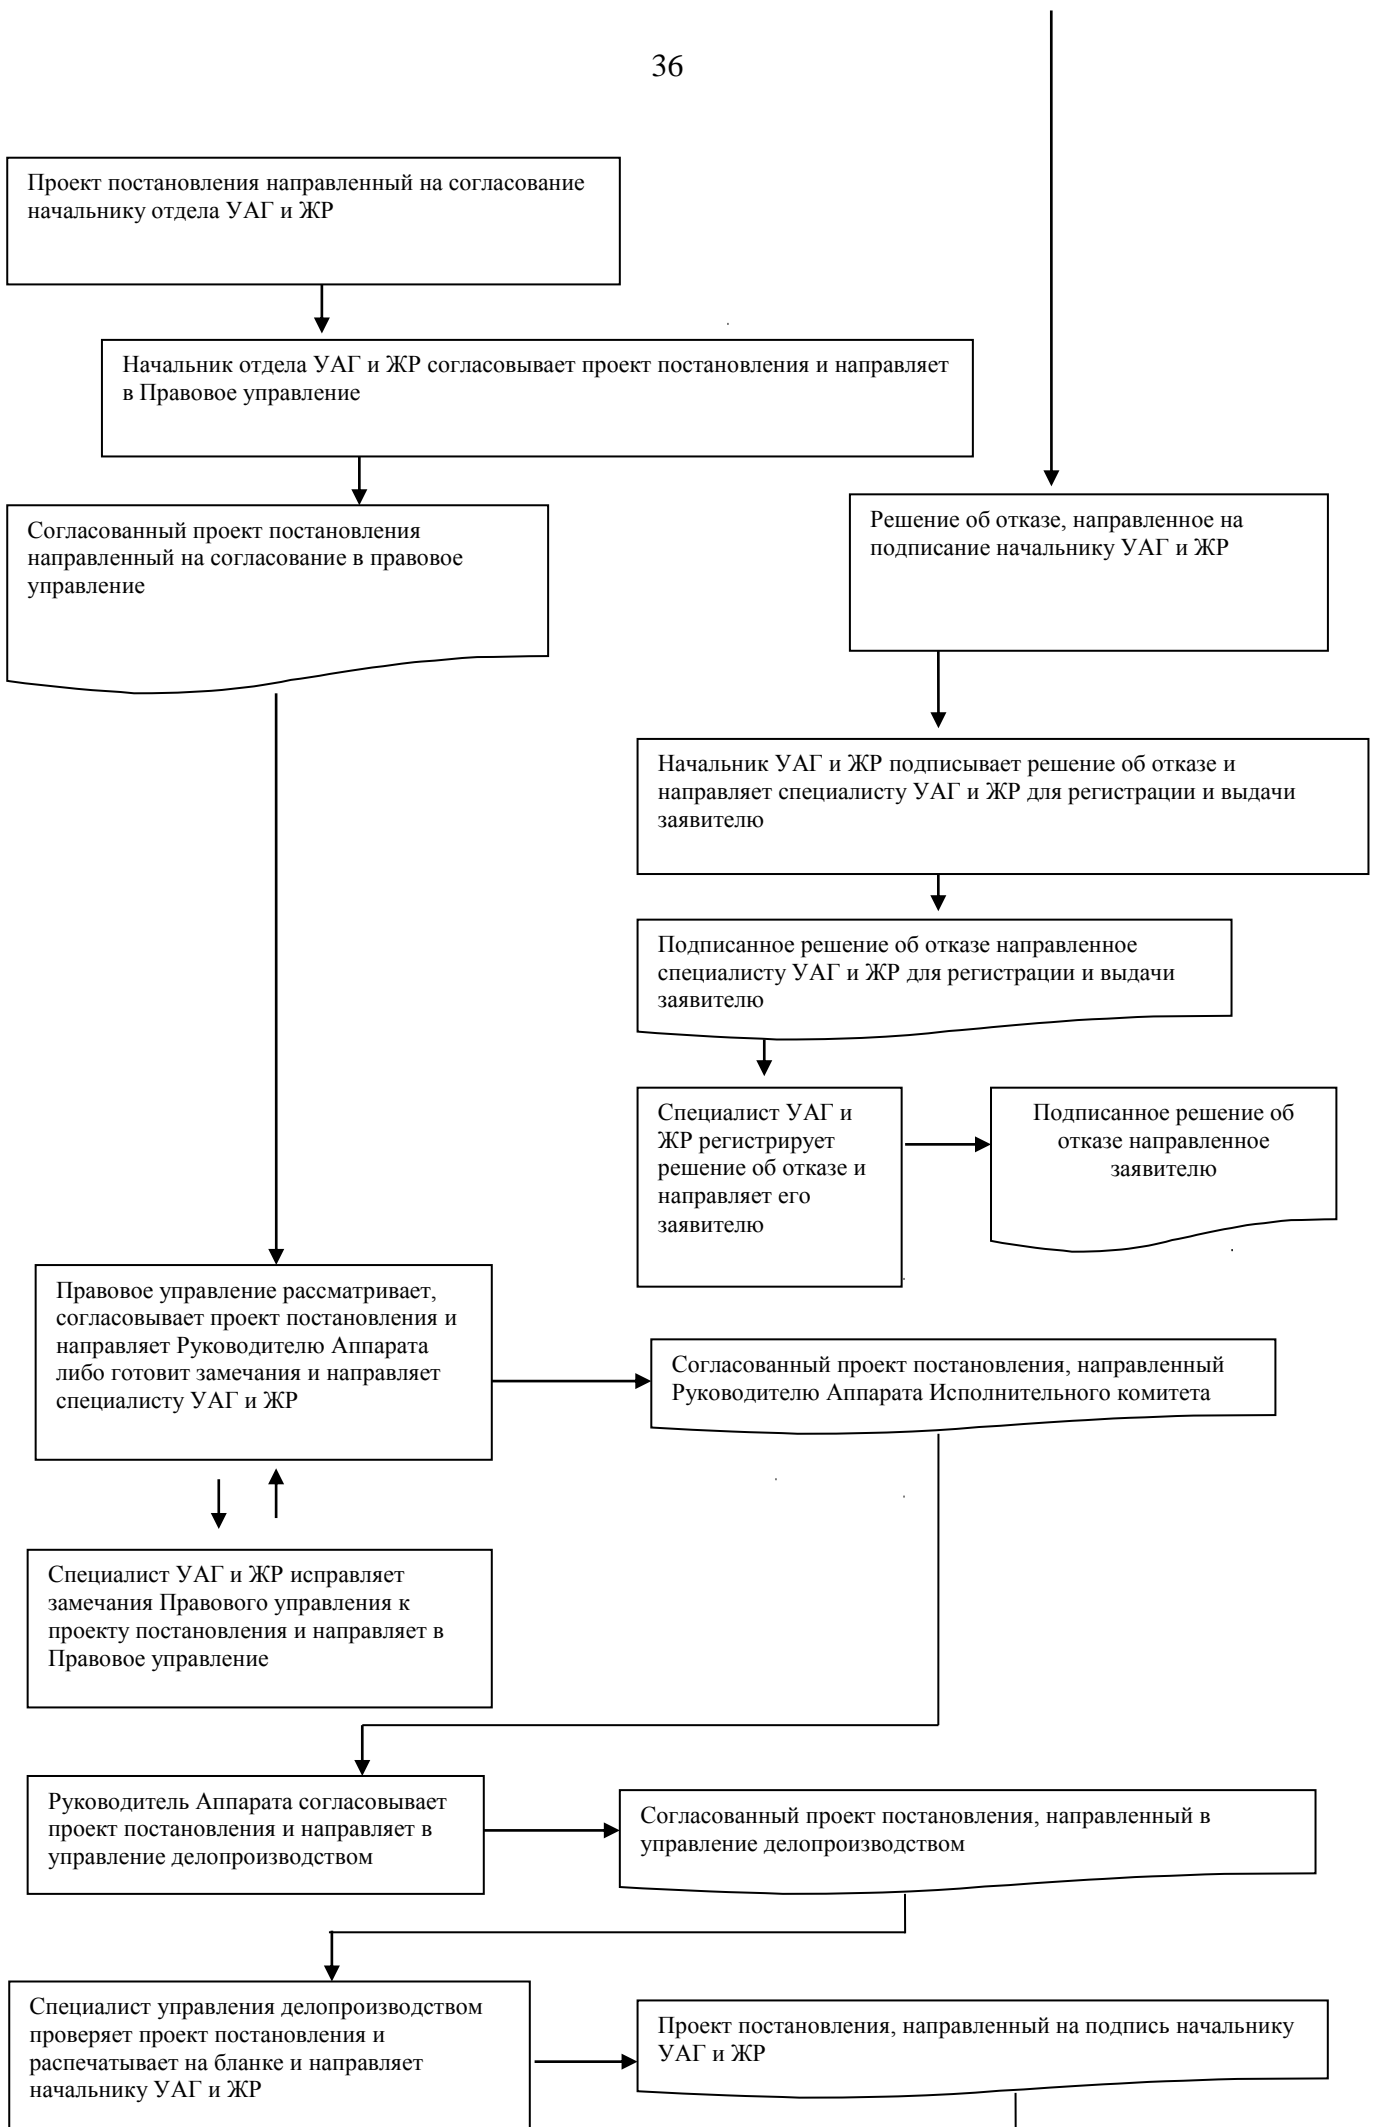 36
Проект постановления направленный на согласование
начальнику отдела УАГ и ЖР
Начальник отдела УАГ и ЖР согласовывает проект постановления и направляет
в Правовое управление
Согласованный проект постановления
направленный на согласование в правовое
управление
Решение об отказе, направленное на
подписание начальнику УАГ и ЖР
Начальник УАГ и ЖР подписывает решение об отказе и
направляет специалисту УАГ и ЖР для регистрации и выдачи
заявителю
Подписанное решение об отказе направленное
специалисту УАГ и ЖР для регистрации и выдачи
заявителю
Специалист УАГ и
ЖР регистрирует
решение об отказе и
направляет его
заявителю
Подписанное решение об
отказе направленное
заявителю
Правовое управление рассматривает,
согласовывает проект постановления и
направляет Руководителю Аппарата
либо готовит замечания и направляет
специалисту УАГ и ЖР
Согласованный проект постановления, направленный
Руководителю Аппарата Исполнительного комитета
Специалист УАГ и ЖР исправляет
замечания Правового управления к
проекту постановления и направляет в
Правовое управление
Руководитель Аппарата согласовывает
проект постановления и направляет в
управление делопроизводством
Согласованный проект постановления, направленный в
управление делопроизводством
Специалист управления делопроизводством
проверяет проект постановления и
распечатывает на бланке и направляет
начальнику УАГ и ЖР
Проект постановления, направленный на подпись начальнику
УАГ и ЖР